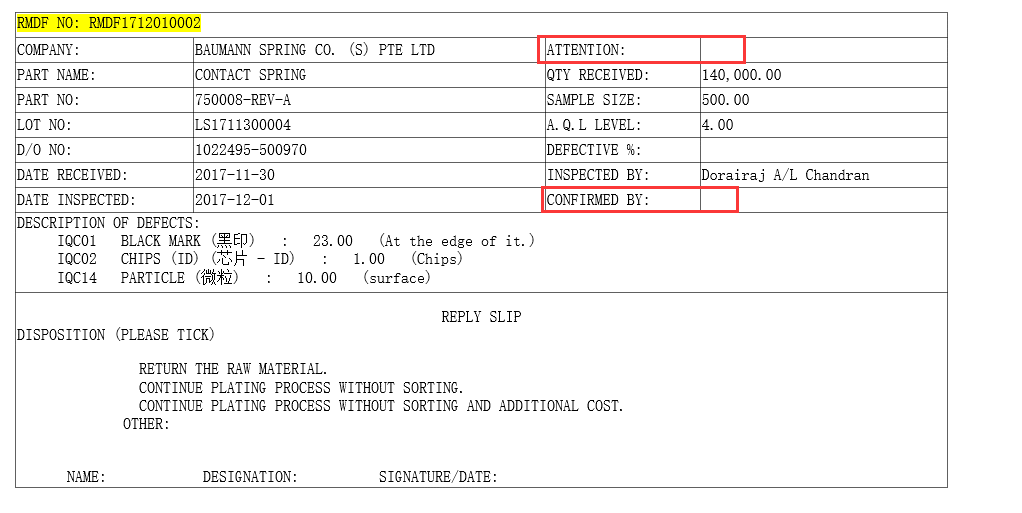 RMDF NO: RMDF1712010002
COMPANY: BAUMANN SPRING CO. (S) PTE LTD ATTENTION:
PART NAME: CONTACT SPRING QTY RECEIVED: 140,000.00
PART NO: 750008-REV-A SAMPLE SIZE: 500.00
LOT NO: LS1711300004 A.Q.L LEVEL: 4.00
D/O NO: 1022495-500970 DEFECTIVE %:
DATE RECEIVED: 2017-11-30 INSPECTED BY: Dorairaj A/L Chandran
DATE INSPECTED: 2017-12-01 CONFIRMED BY:
DESCRIPTION OF DEFECTS:
IQC01 BLACK MARK (黑印) : 23.00 (At the edge of it.)
IQC02 CHIPS (ID) (芯片 - ID) : 1.00 (Chips)
IQC14 PARTICLE (微粒) : 10.00 (surface)
REPLY SLIP
DISPOSITION (PLEASE TICK)
RETURN THE RAW MATERIAL.
CONTINUE PLATING PROCESS WITHOUT SORTING.
CONTINUE PLATING PROCESS WITHOUT SORTING AND ADDITIONAL COST.
OTHER:
NAME: DESIGNATION: SIGNATURE/DATE: